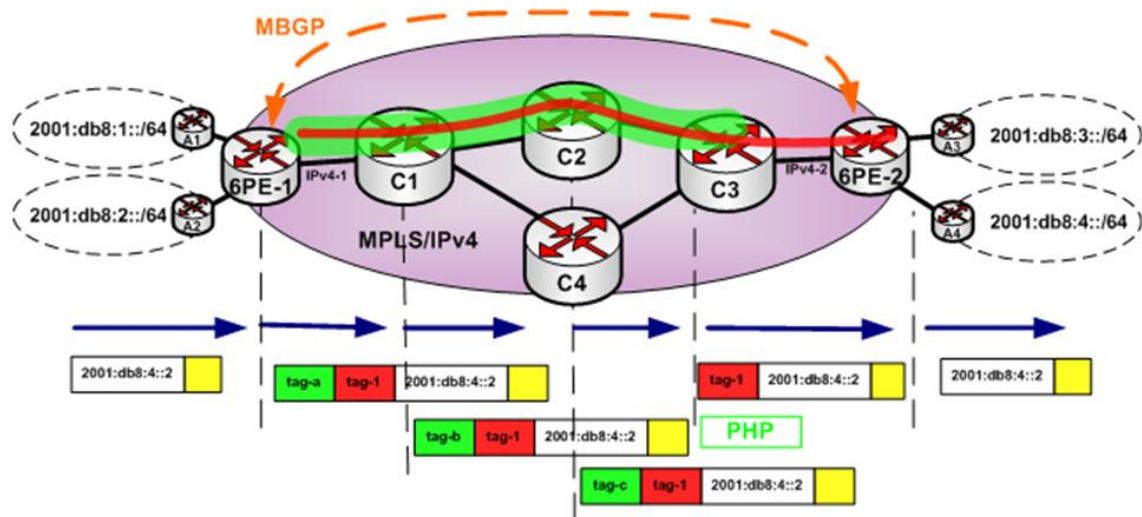 MBGP
2001:db8:1::/64
A1
6PE-1
IPv4-1
C1
C2
C3
IPv4-2
6PE-2
A3
2001:db8:3::/64
2001:db8:2::/64
A2
MPLS/IPv4
C4
A4
2001:db8:4::/64
2001:db8:4::2
tag-a tag-1 2001:db8:4::2
tag-1 2001:db8:4::2
2001:db8:4::2
tag-b tag-1 2001:db8:4::2
PHP
tag-c tag-1 2001:db8:4::2